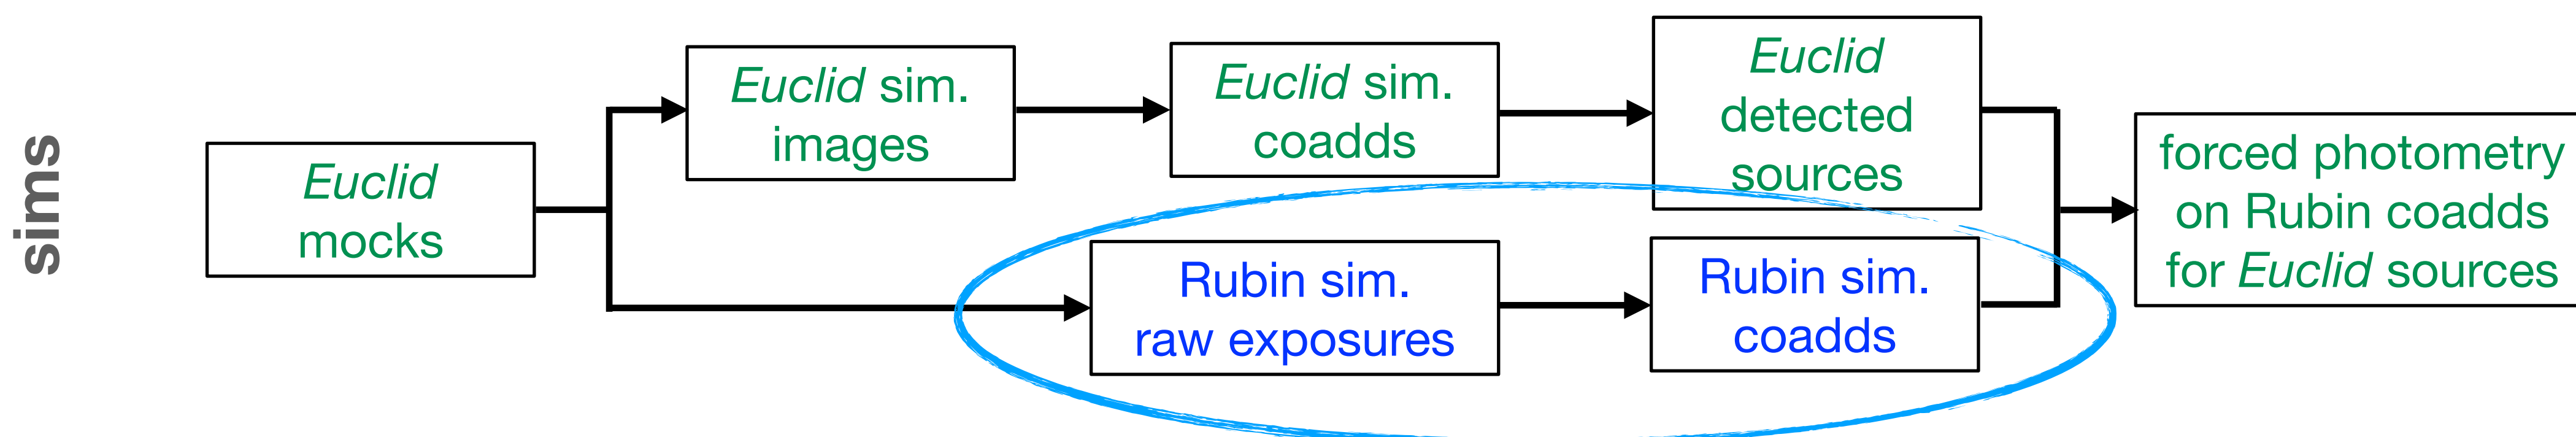 sims
Euclid
mocks
Euclid sim.
images
Euclid sim.
coadds
Euclid
detected
sources
Rubin sim.
raw exposures
Rubin sim.
coadds
forced photometry
on Rubin coadds
for Euclid sources